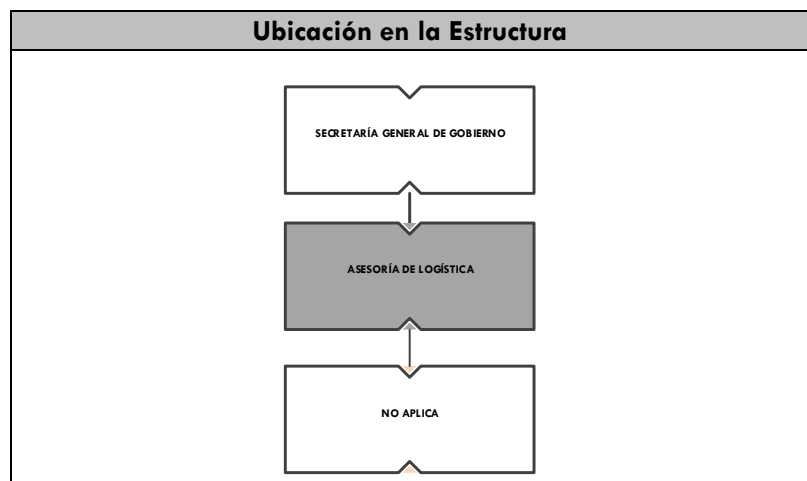 Ubicación en la Estructura
SECRETARÍA GENERAL DE GOBIERNO
ASESORÍA DE LOGÍSTICA
NO APLICA